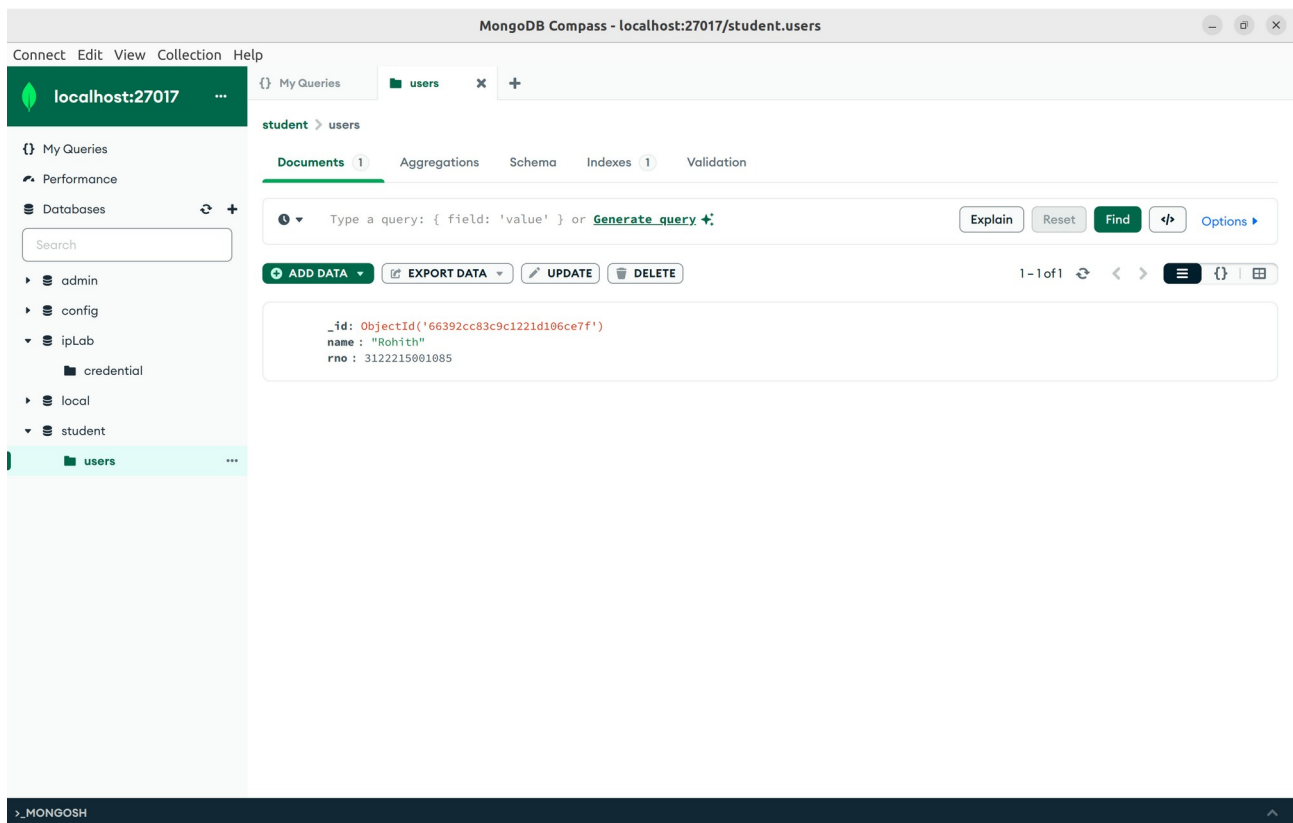 MongoDB Compass - localhost:27017/student.users
Connect Edit View Collection Help
localhost:27017 ...
{} My Queries
Performance
Databases
Search
admin
config
ipLab
credential
local
student
users ...
{} My Queries users
student > users
Documents 1 Aggregations Schema Indexes 1 Validation
Type a query: { field: 'value' } or Generate query
Explain Reset Find </> Options
ADD DATA EXPORT DATA UPDATE DELETE 1 – 1 of 1 {}
_id: ObjectId('66392cc83c9c1221d106ce7f')
name : "Rohith"
rno : 3122215001085
>_MONGOSH